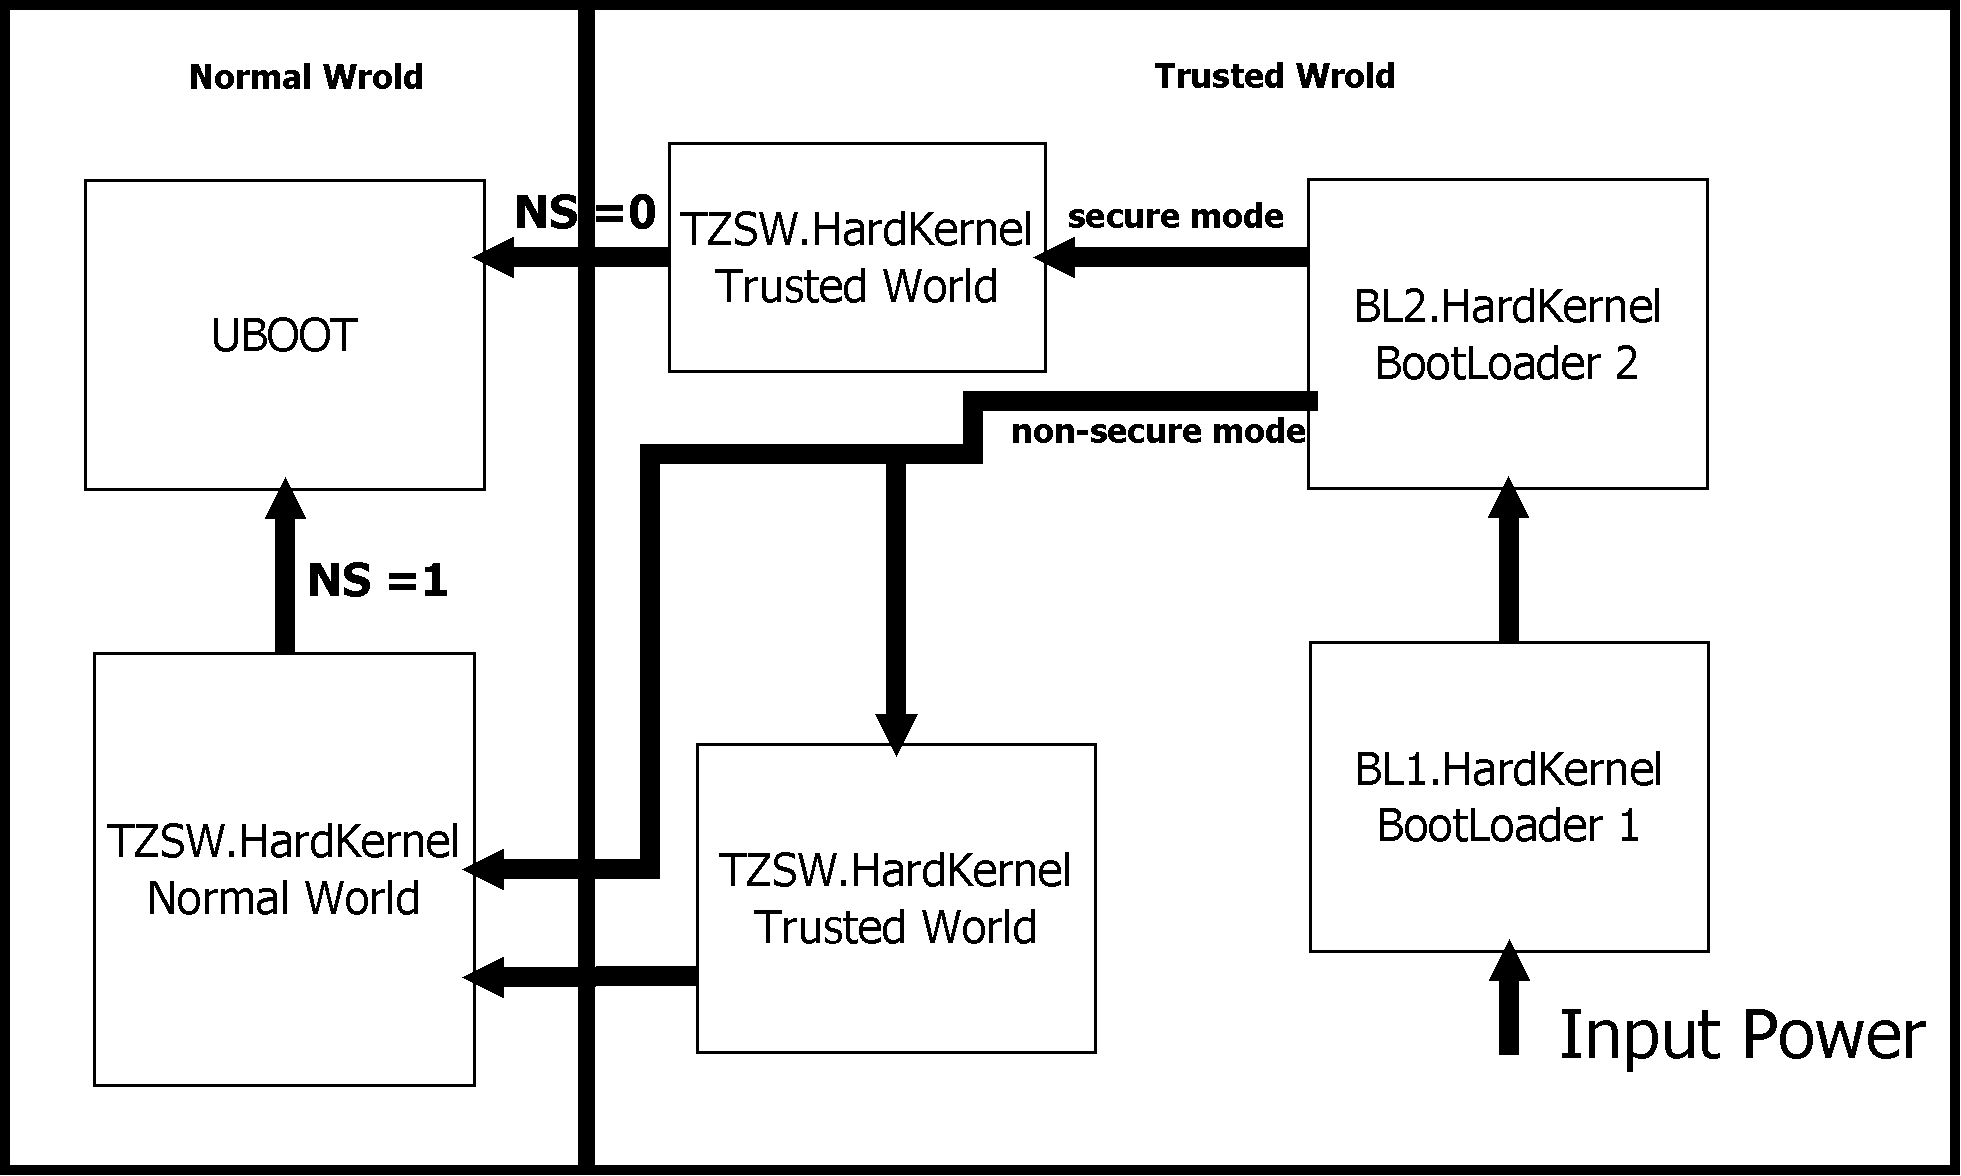 Normal Wrold
Trusted Wrold
NS =0
TZSW.HardKernel
Trusted World
secure mode
UBOOT
BL2.HardKernel
BootLoader 2
non-secure mode
NS =1
TZSW.HardKernel
Normal World
TZSW.HardKernel
Trusted World
BL1.HardKernel
BootLoader 1
Input Power